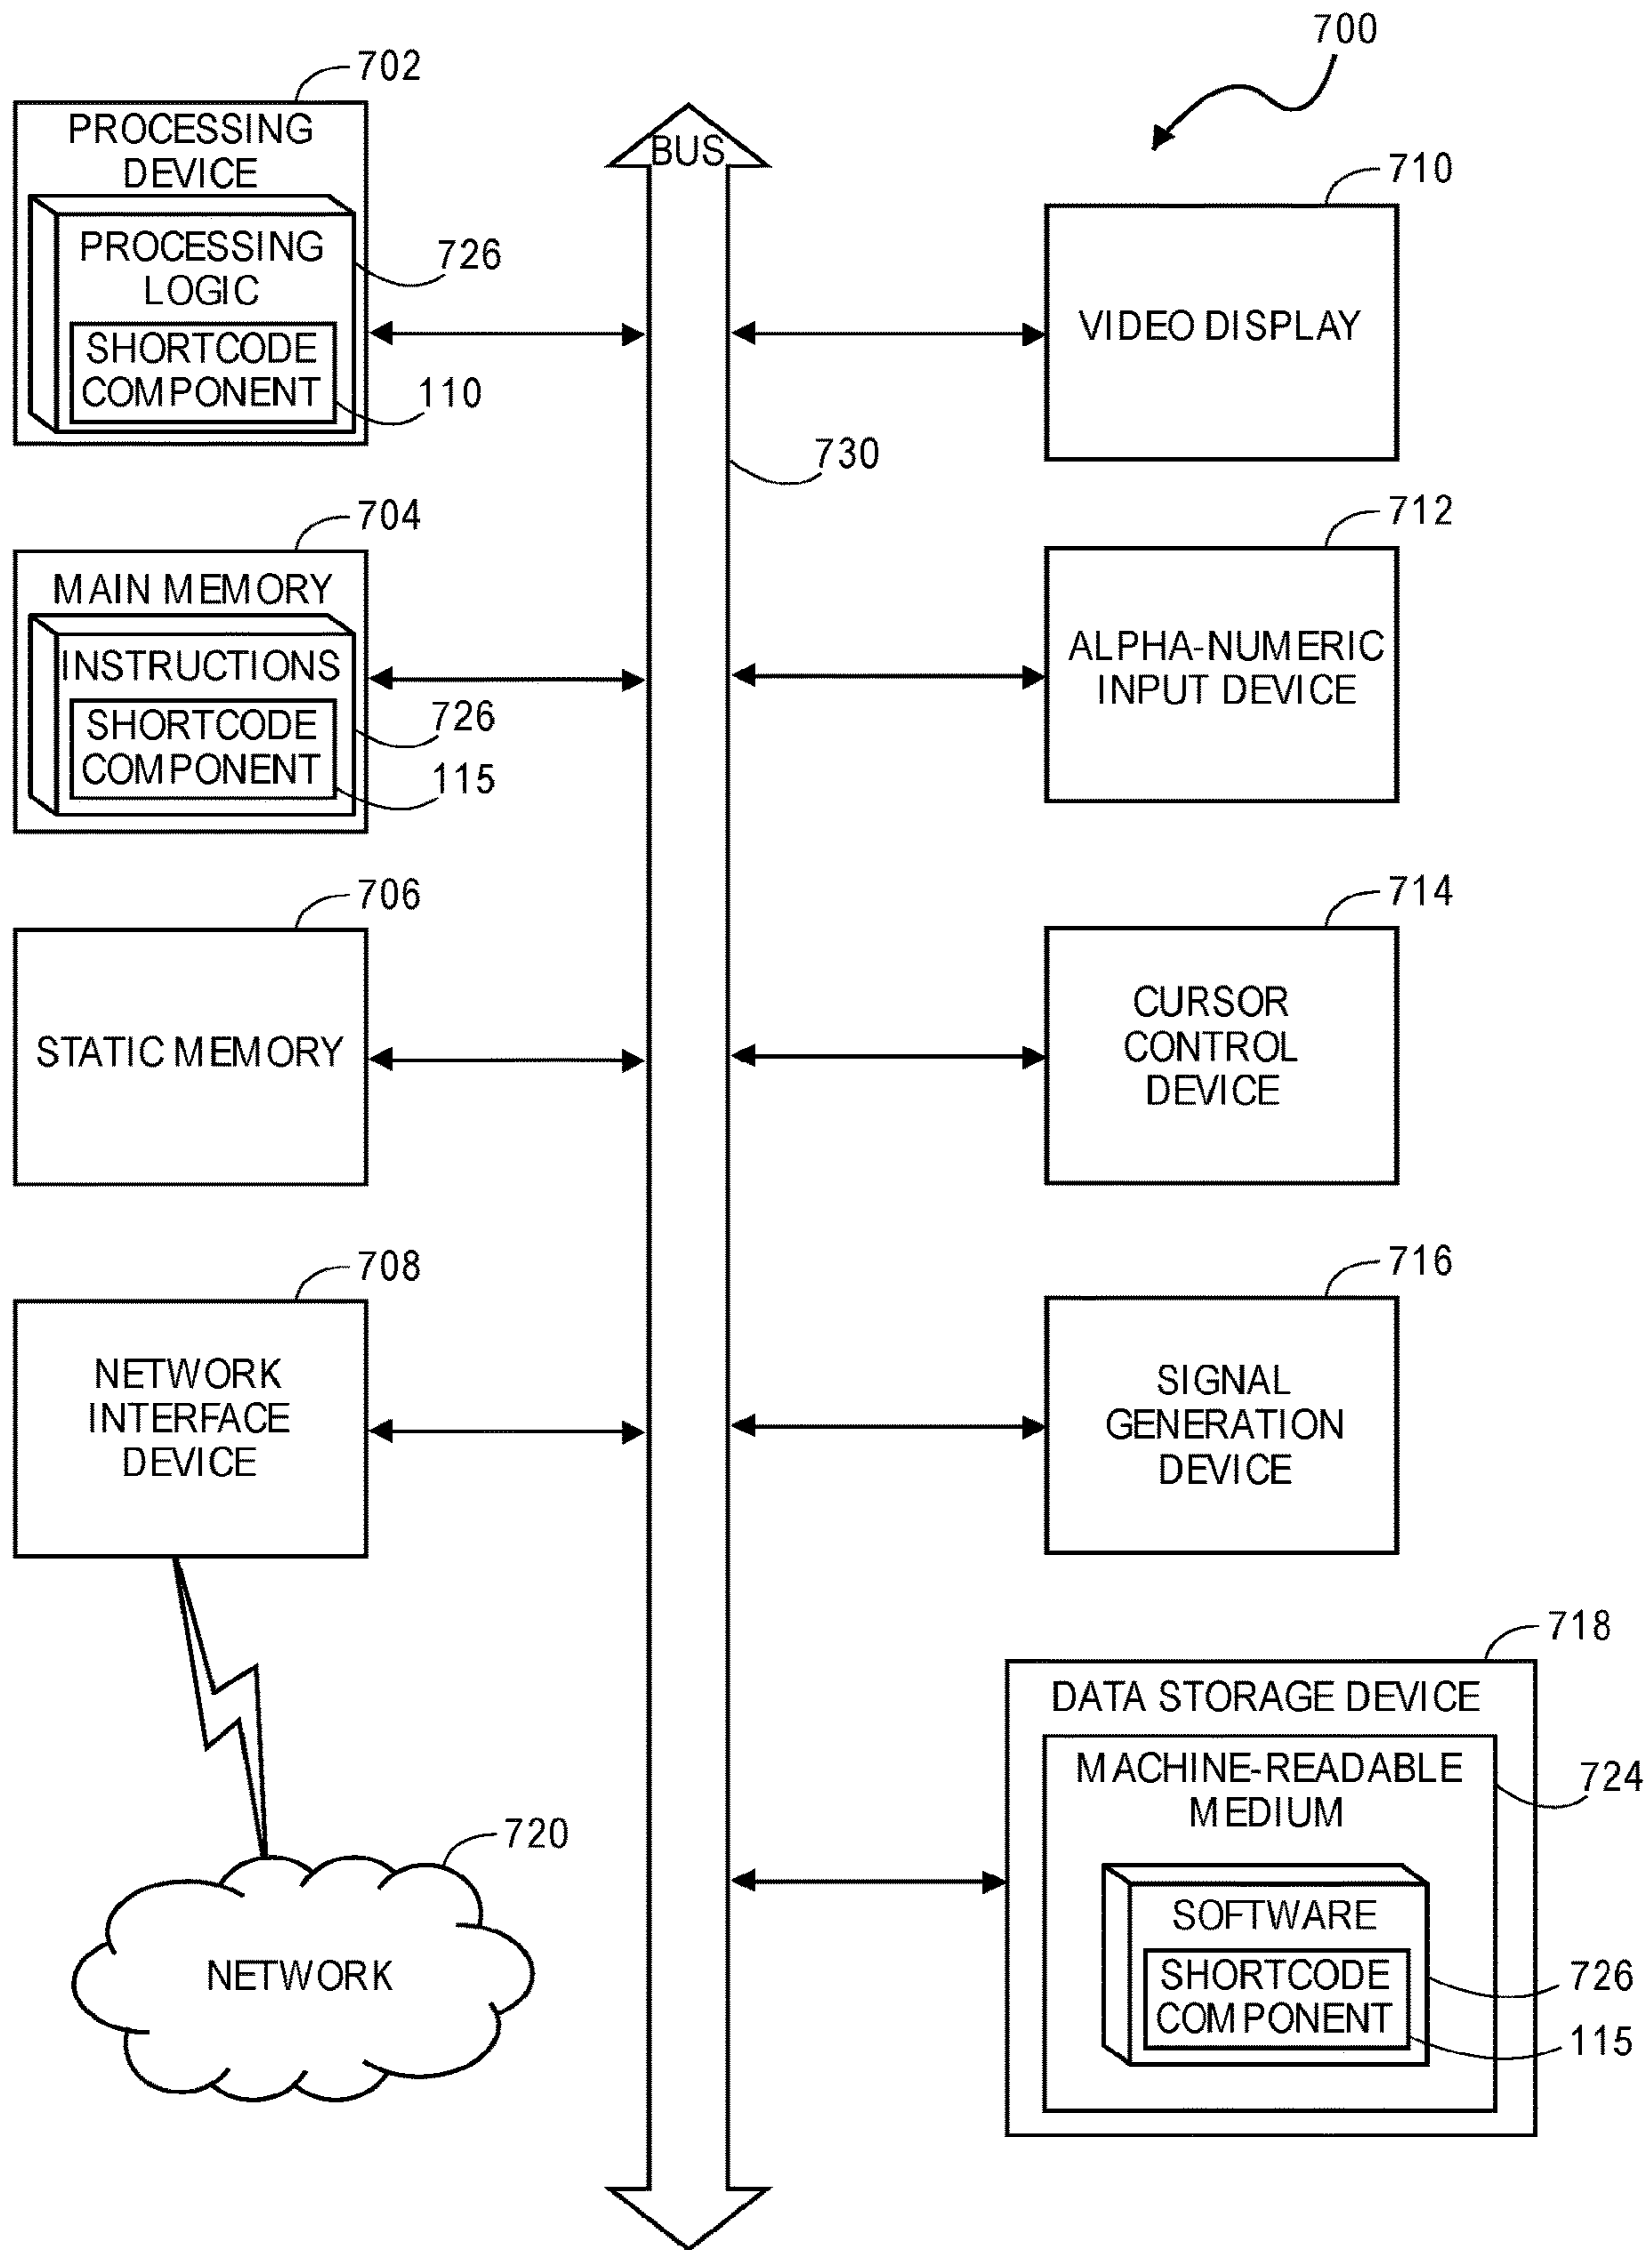 700
702
PROCESSING
DEVICE
PROCESSING
LOGIC
726
SHORTCODE
COMPONENT
110
BUS
730
710
VIDEO DISPLAY
704
MAIN MEMORY
INSTRUCTIONS
SHORTCODE
COMPONENT
726
115
712
ALPHA-NUMERIC
INPUT DEVICE
706
STATIC MEMORY
714
CURSOR
CONTROL
DEVICE
708
NETWORK
INTERFACE
DEVICE
716
SIGNAL
GENERATION
DEVICE
720
NETWORK
718
DATA STORAGE DEVICE
MACHINE-READABLE
MEDIUM
724
SOFTWARE
SHORTCODE
COMPONENT
726
115